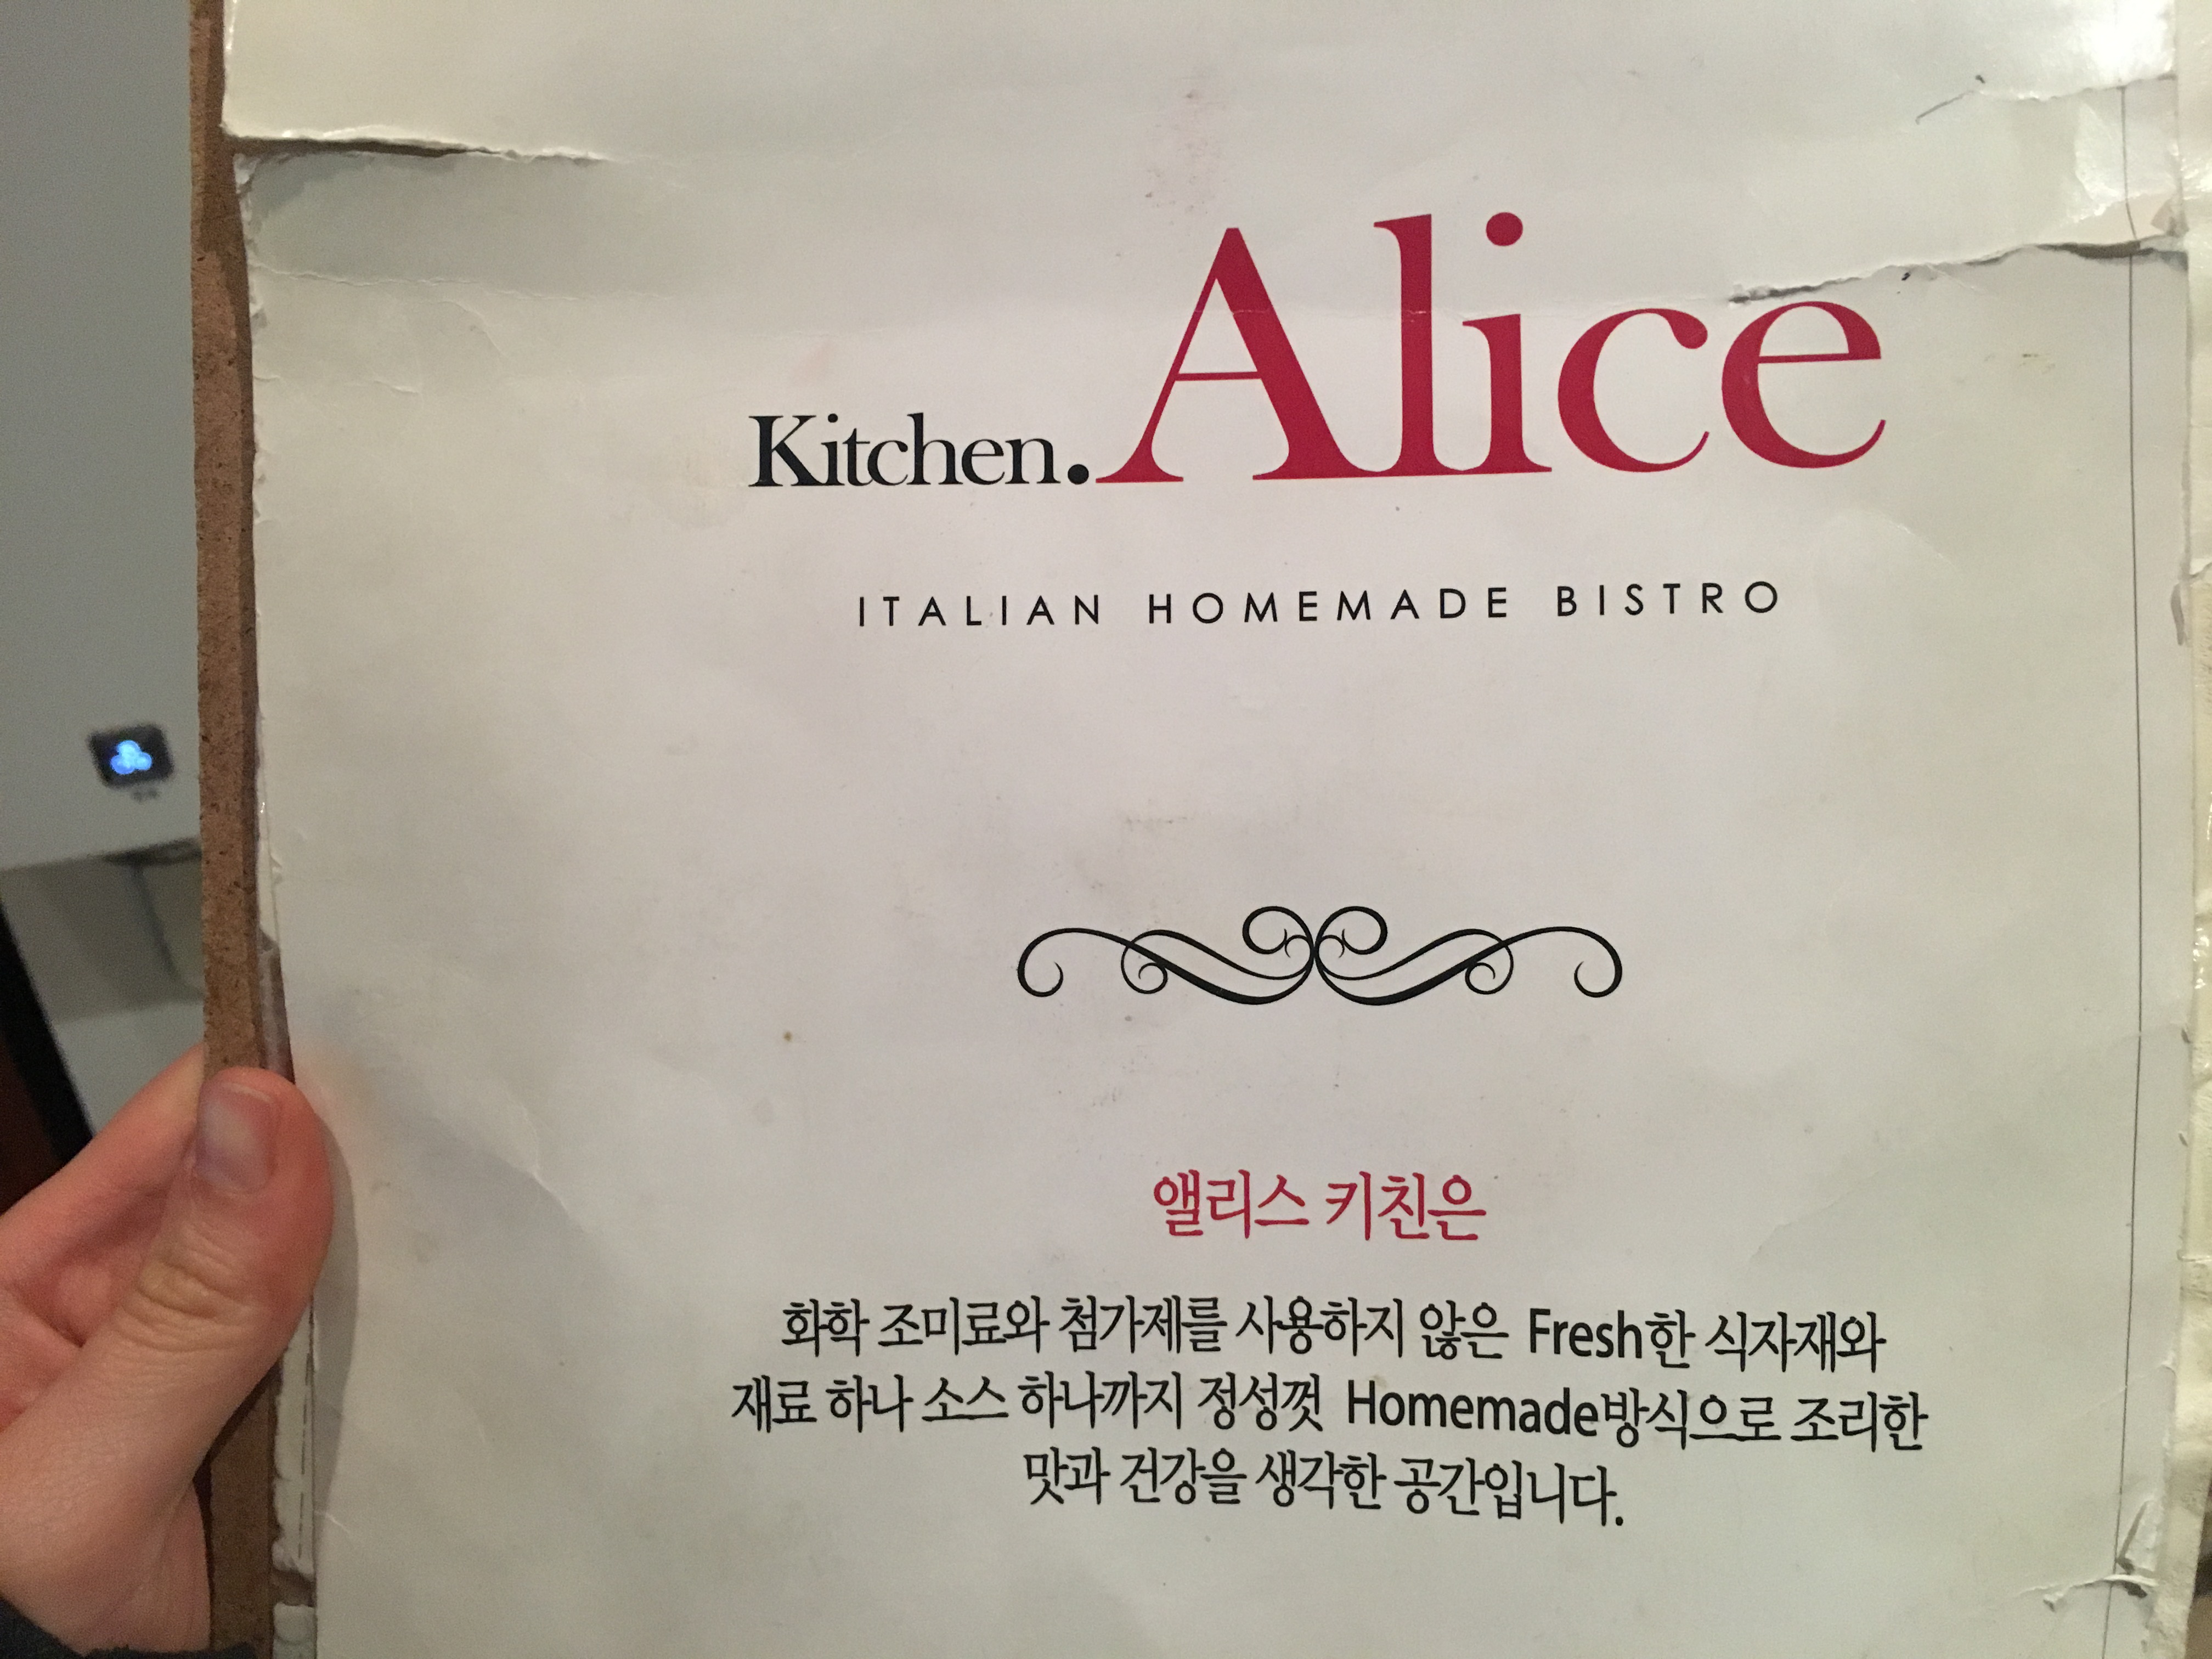 Kitchen.Alice
ITALIAN HOMEMADE BISTRO
앨리스 키친은
화학 조미료와 첨가제를 사용하지 않은 Fresh한 식자재와
재료 하나 소스 하나까지 정성껏 Homemade방식으로 조리한
맛과 건강을 생각한 공간입니다.